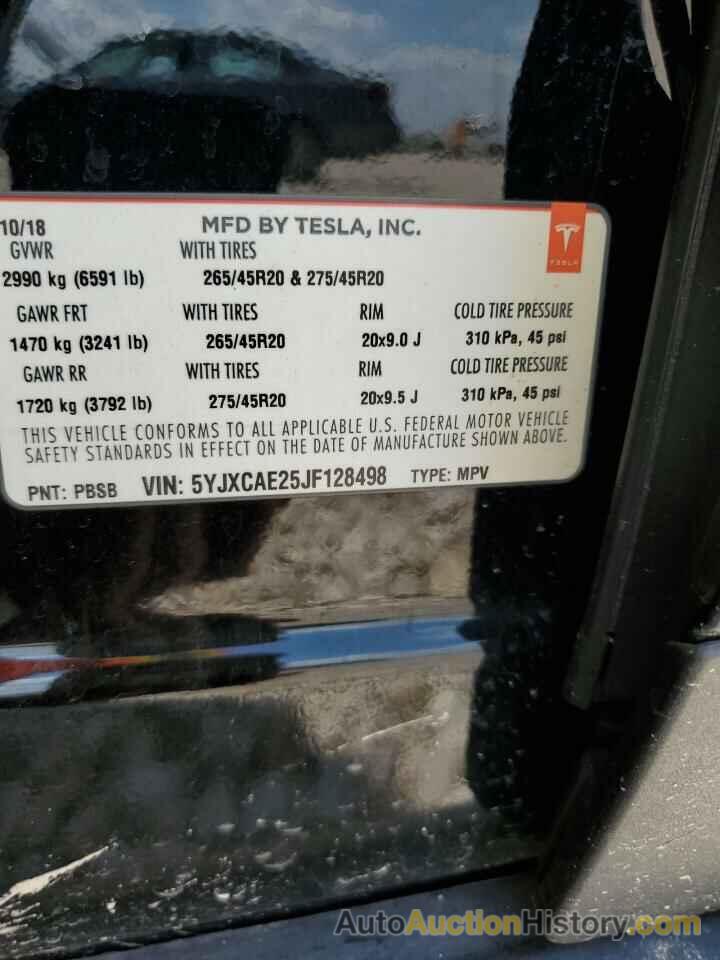 10/18 MFD BY TESLA, INC.
GVWR WITH TIRES
TESLA
2990 kg (6591 lb) 265/45R20 & 275/45R20
GAWR FRT WITH TIRES RIM COLD TIRE PRESSURE
1470 kg (3241 lb) 265/45R20 20x9.0 J 310 kPa, 45 psi
GAWR RR WITH TIRES RIM COLD TIRE PRESSURE
1720 kg (3792 lb) 275/45R20 20x9.5 J 310 kPa, 45 psi
THIS VEHICLE CONFORMS TO ALL APPLICABLE U.S. FEDERAL MOTOR VEHICLE
SAFETY STANDARDS IN EFFECT ON THE DATE OF MANUFACTURE SHOWN ABOVE.
PNT: PBSB VIN: 5YJXCAE25JF128498 TYPE: MPV
AutoAuctionHistory.com